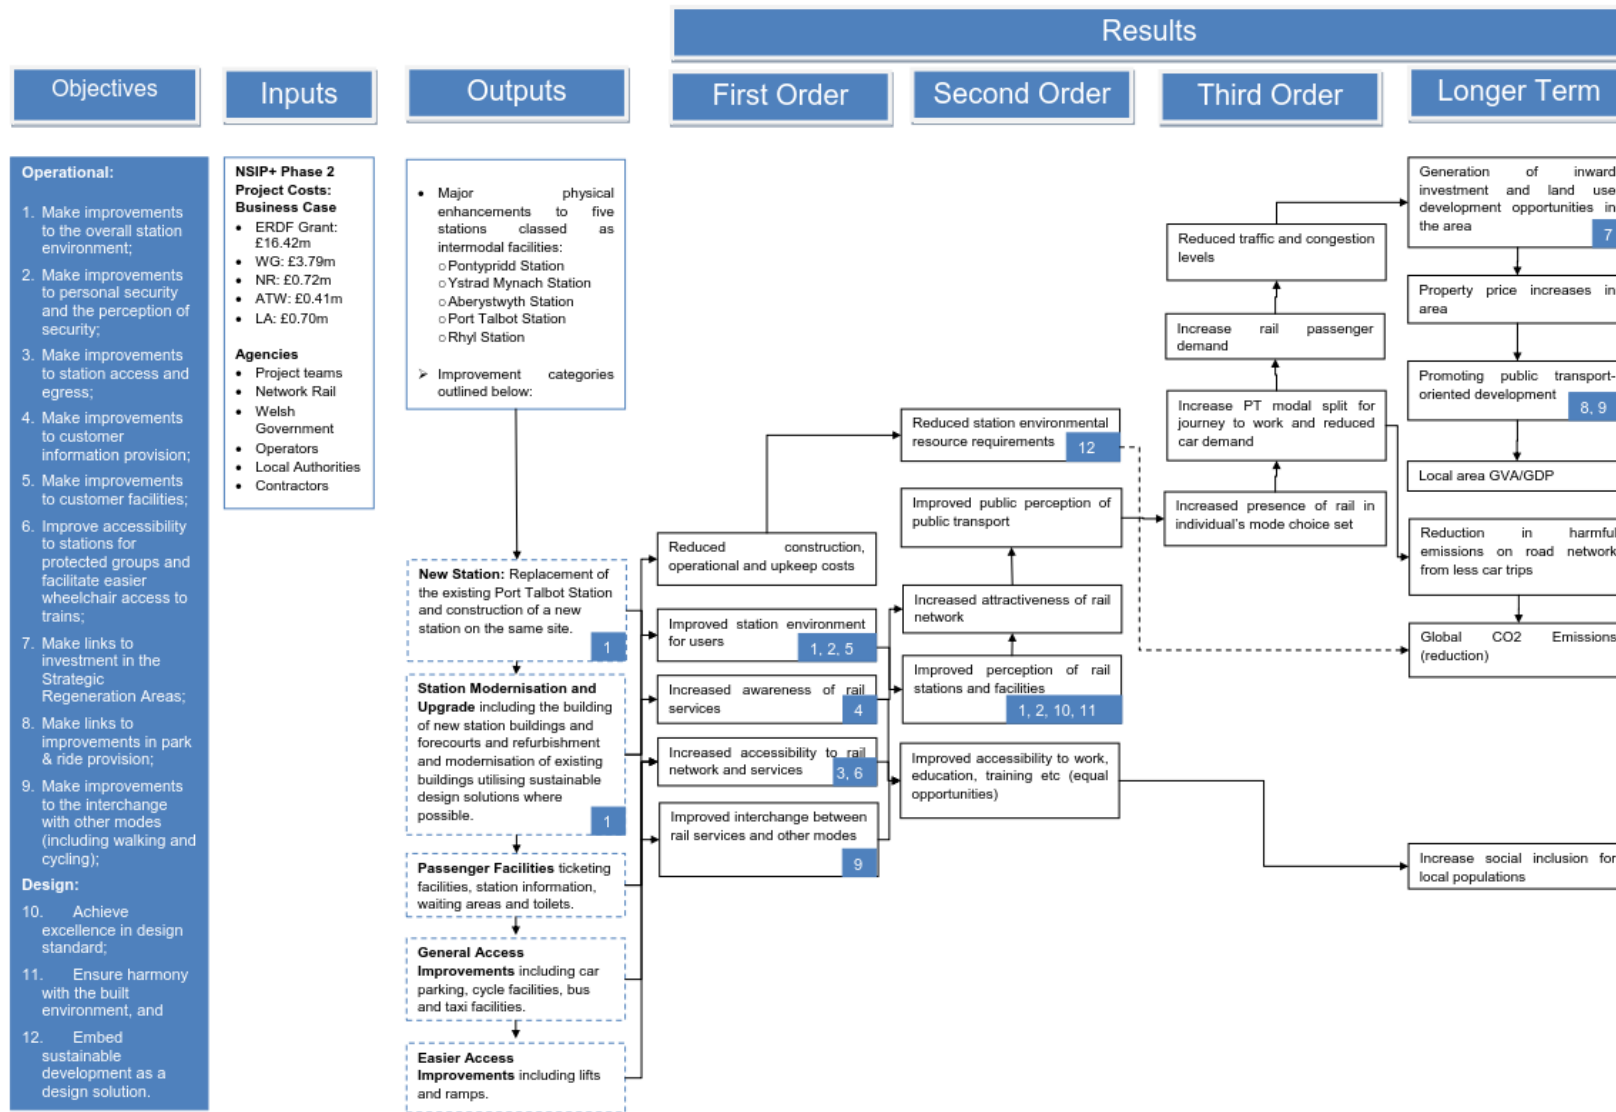 Results
Objectives
Inputs
Outputs
First Order
Second Order
Third Order
Longer Term
Operational:
1. Make improvements
to the overall station
environment;
2. Make improvements
to personal security
and the perception of
security;
3. Make improvements
to station access and
egress;
4. Make improvements
to customer
information provision;
5. Make improvements
to customer facilities;
6. Improve accessibility
to stations for
protected groups and
facilitate easier
wheelchair access to
trains;
7. Make links to
investment in the
Strategic
Regeneration Areas;
8. Make links to
improvements in park
& ride provision;
9. Make improvements
to the interchange
with other modes
(including walking and
cycling);
Design:
10. Achieve
excellence in design
standard;
11. Ensure harmony
with the built
environment, and
12. Embed
sustainable
development as a
design solution.
NSIP+ Phase 2
Project Costs:
Business Case
• ERDF Grant:
£16.42m
• WG: £3.79m
• NR: £0.72m
• ATW: £0.41m
• LA: £0.70m
Agencies
• Project teams
• Network Rail
• Welsh
Government
• Operators
• Local Authorities
• Contractors
• Major physical
enhancements to five
stations classed as
intermodal facilities:
o Pontypridd Station
o Ystrad Mynach Station
o Aberystwyth Station
o Port Talbot Station
o Rhyl Station
➢ Improvement categories
outlined below:
New Station: Replacement of
the existing Port Talbot Station
and construction of a new
station on the same site.
1
Station Modernisation and
Upgrade including the building
of new station buildings and
forecourts and refurbishment
and modernisation of existing
buildings utilising sustainable
design solutions where
possible.
1
Passenger Facilities ticketing
facilities, station information,
waiting areas and toilets.
General Access
Improvements including car
parking, cycle facilities, bus
and taxi facilities.
Easier Access
Improvements including lifts
and ramps.
Reduced construction,
operational and upkeep costs
Improved station environment
for users
1, 2, 5
Increased awareness of rail
services
4
Increased accessibility to rail
network and services
3, 6
Improved interchange between
rail services and other modes
9
Reduced station environmental
resource requirements
12
Improved public perception of
public transport
Increased attractiveness of rail
network
Improved perception of rail
stations and facilities
1, 2, 10, 11
Improved accessibility to work,
education, training etc (equal
opportunities)
Reduced traffic and congestion
levels
Increase rail passenger
demand
Increase PT modal split for
journey to work and reduced
car demand
Increased presence of rail in
individual's mode choice set
Generation of inward
investment and land use
development opportunities in
the area
7
Property price increases in
area
Promoting public transport-
oriented development
8, 9
Local area GVA/GDP
Reduction in harmful
emissions on road network
from less car trips
Global CO2 Emissions
(reduction)
Increase social inclusion for
local populations